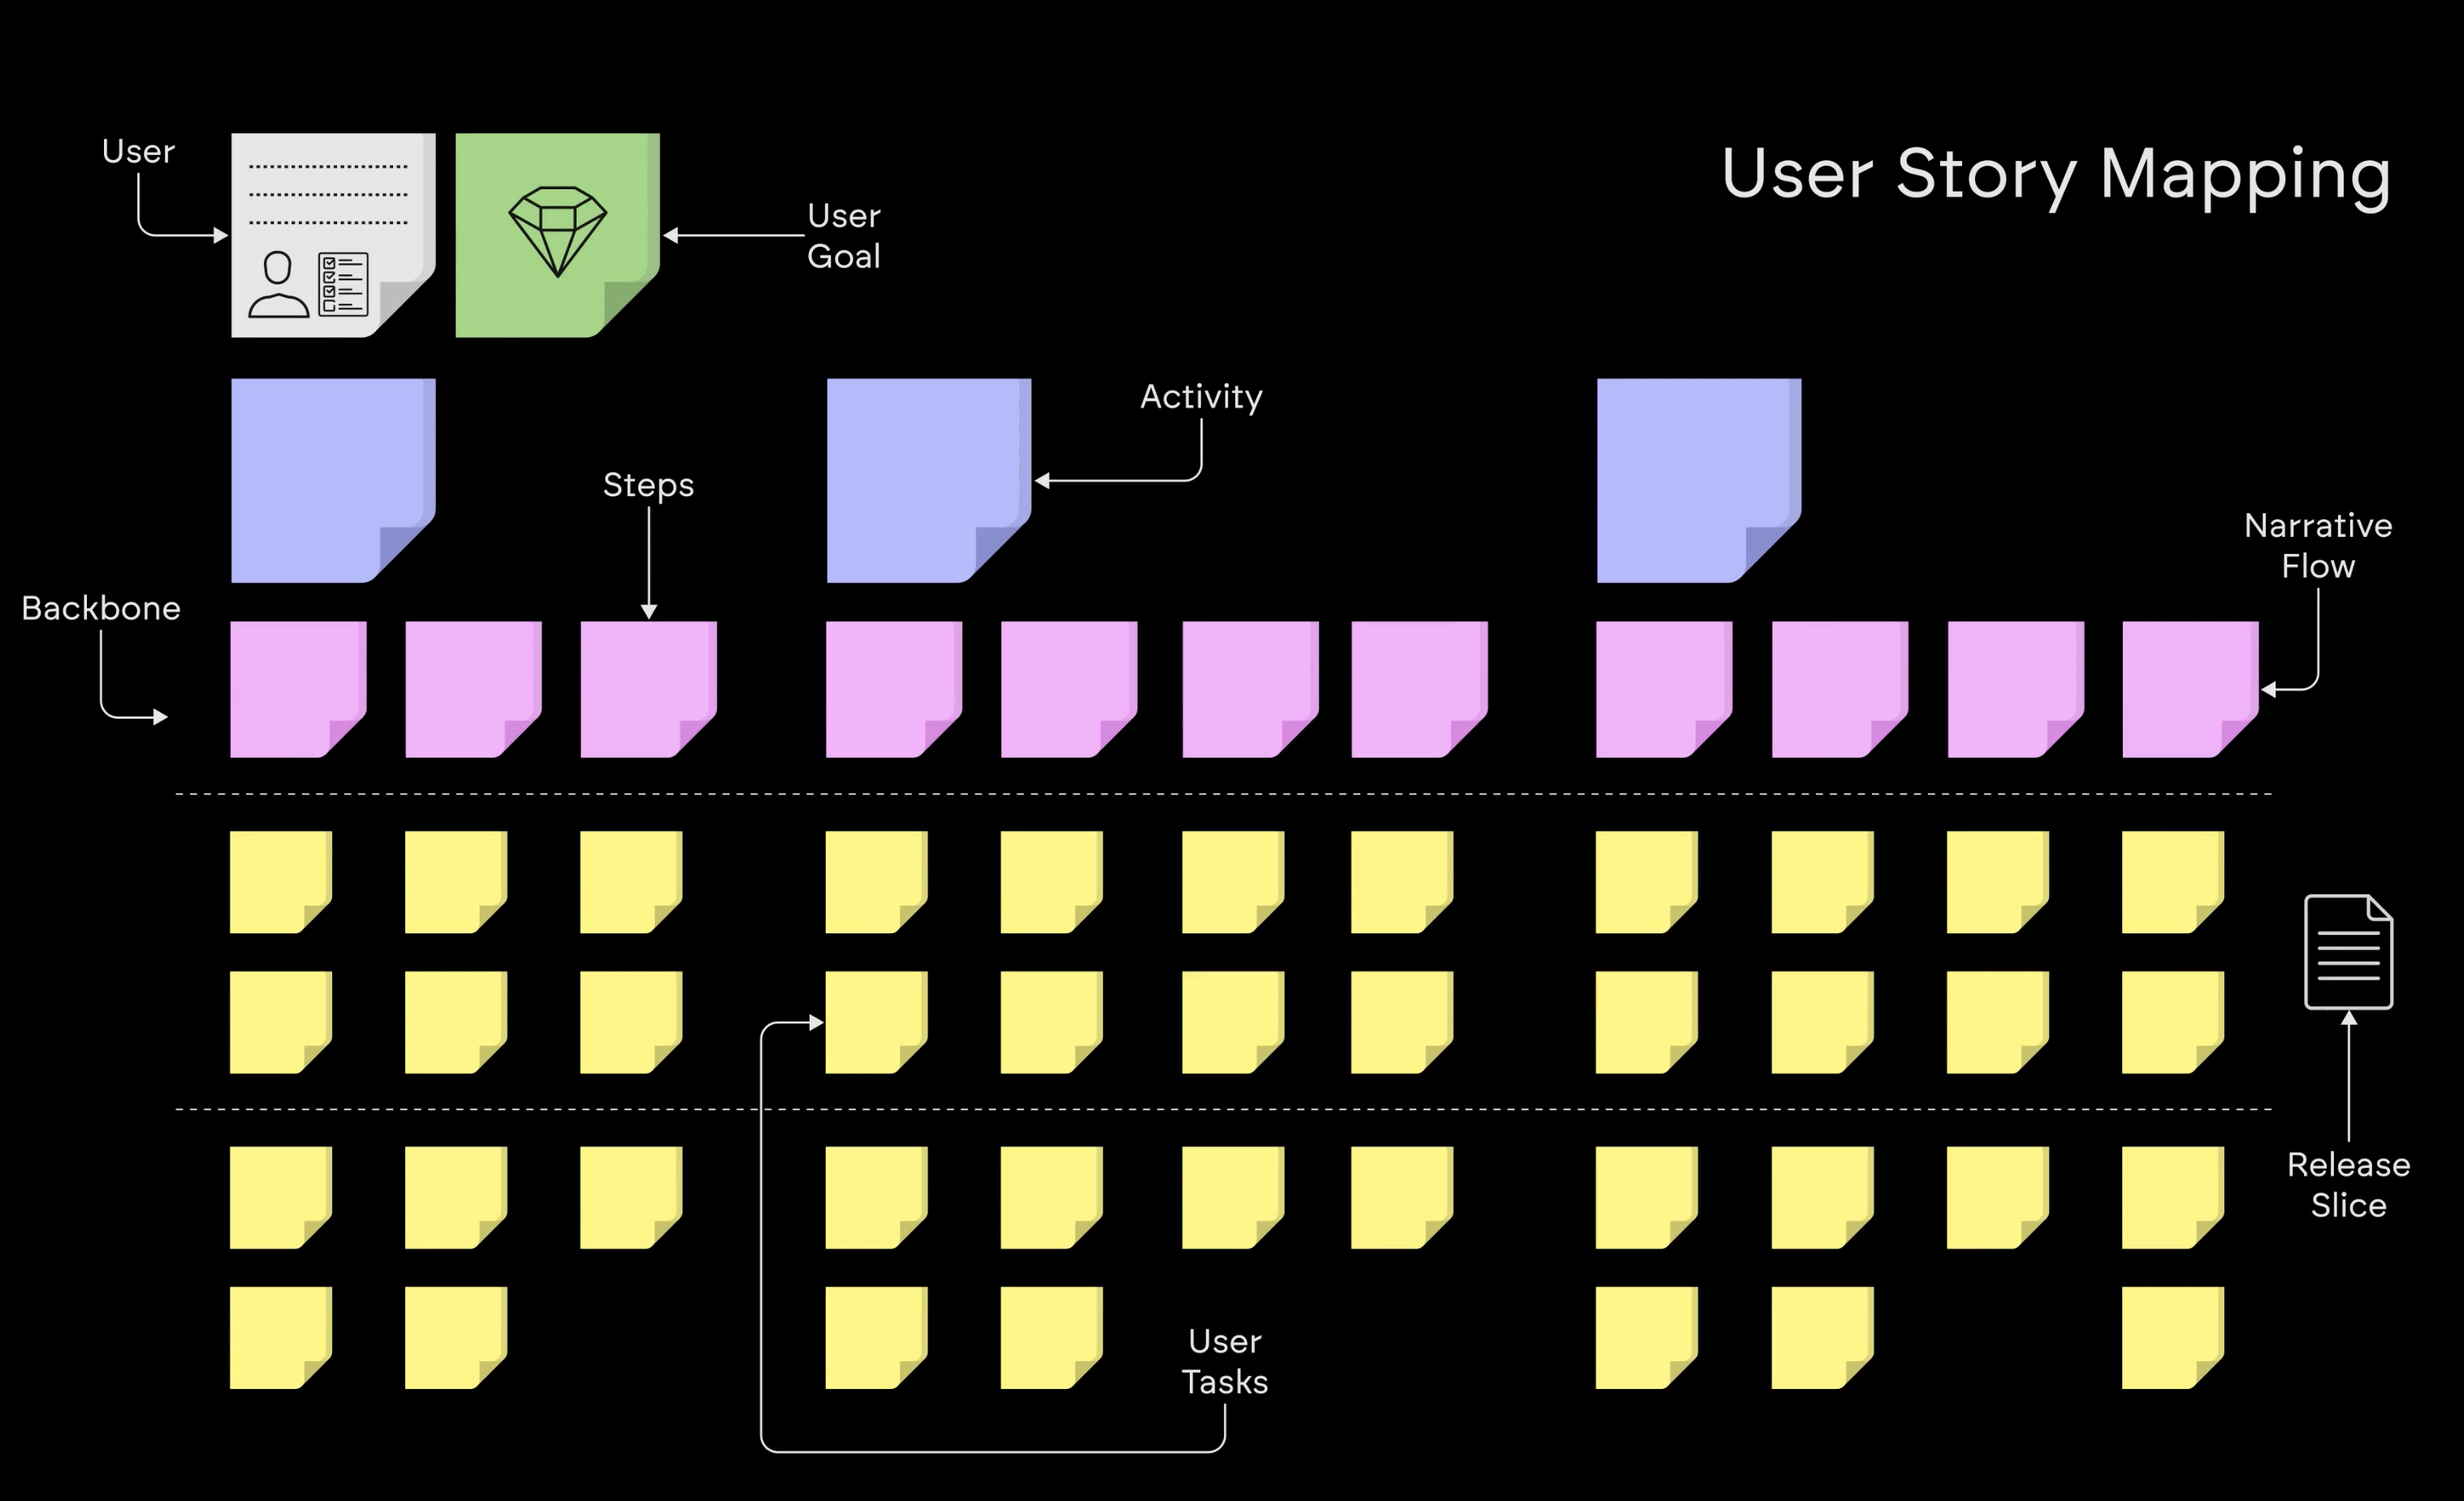 User Story Mapping
User
User
Goal
Activity
Steps
Narrative
Flow
Backbone
Release
Slice
User
Tasks